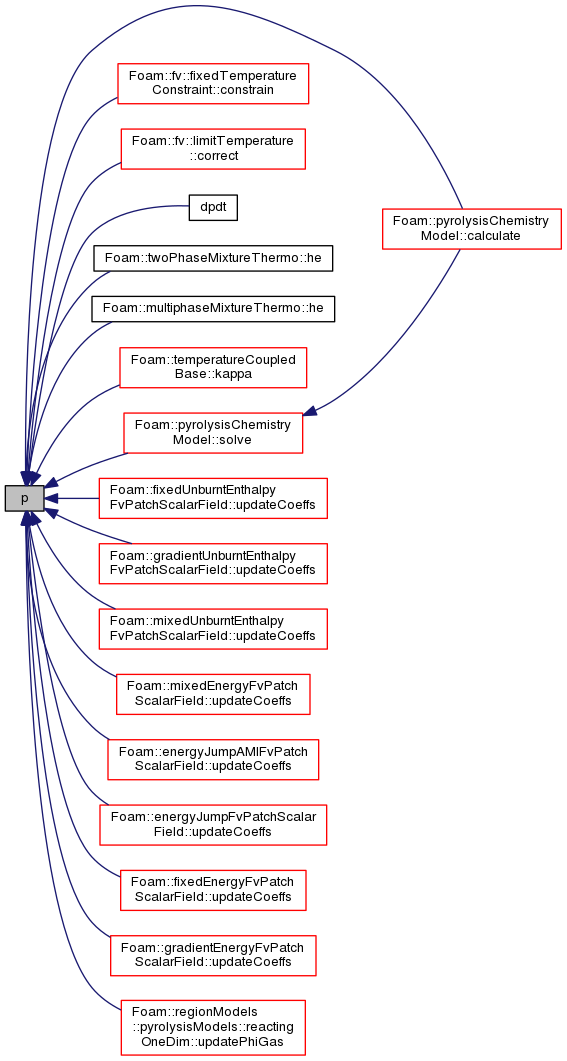 Foam::fv::fixedTemperature
Constraint::constrain
Foam::fv::limitTemperature
::correct
dpdt
Foam::pyrolysisChemistry
Model::calculate
Foam::twoPhaseMixtureThermo::he
Foam::multiphaseMixtureThermo::he
Foam::temperatureCoupled
Base::kappa
Foam::pyrolysisChemistry
Model::solve
p
Foam::fixedUnburntEnthalpy
FvPatchScalarField::updateCoeffs
Foam::gradientUnburntEnthalpy
FvPatchScalarField::updateCoeffs
Foam::mixedUnburntEnthalpy
FvPatchScalarField::updateCoeffs
Foam::mixedEnergyFvPatch
ScalarField::updateCoeffs
Foam::energyJumpAMIFvPatch
ScalarField::updateCoeffs
Foam::energyJumpFvPatchScalar
Field::updateCoeffs
Foam::fixedEnergyFvPatch
ScalarField::updateCoeffs
Foam::gradientEnergyFvPatch
ScalarField::updateCoeffs
Foam::regionModels
::pyrolysisModels::reacting
OneDim::updatePhiGas